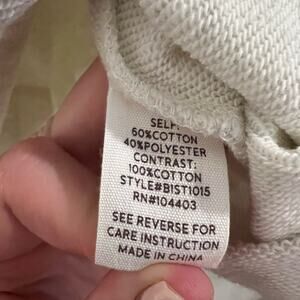 SELF:
60%COTTON
40%POLYESTER
CONTRAST:
100%COTTON
STYLE#BIST1015
RN#104403
SEE REVERSE FOR
CARE INSTRUCTION
MADE IN CHINA